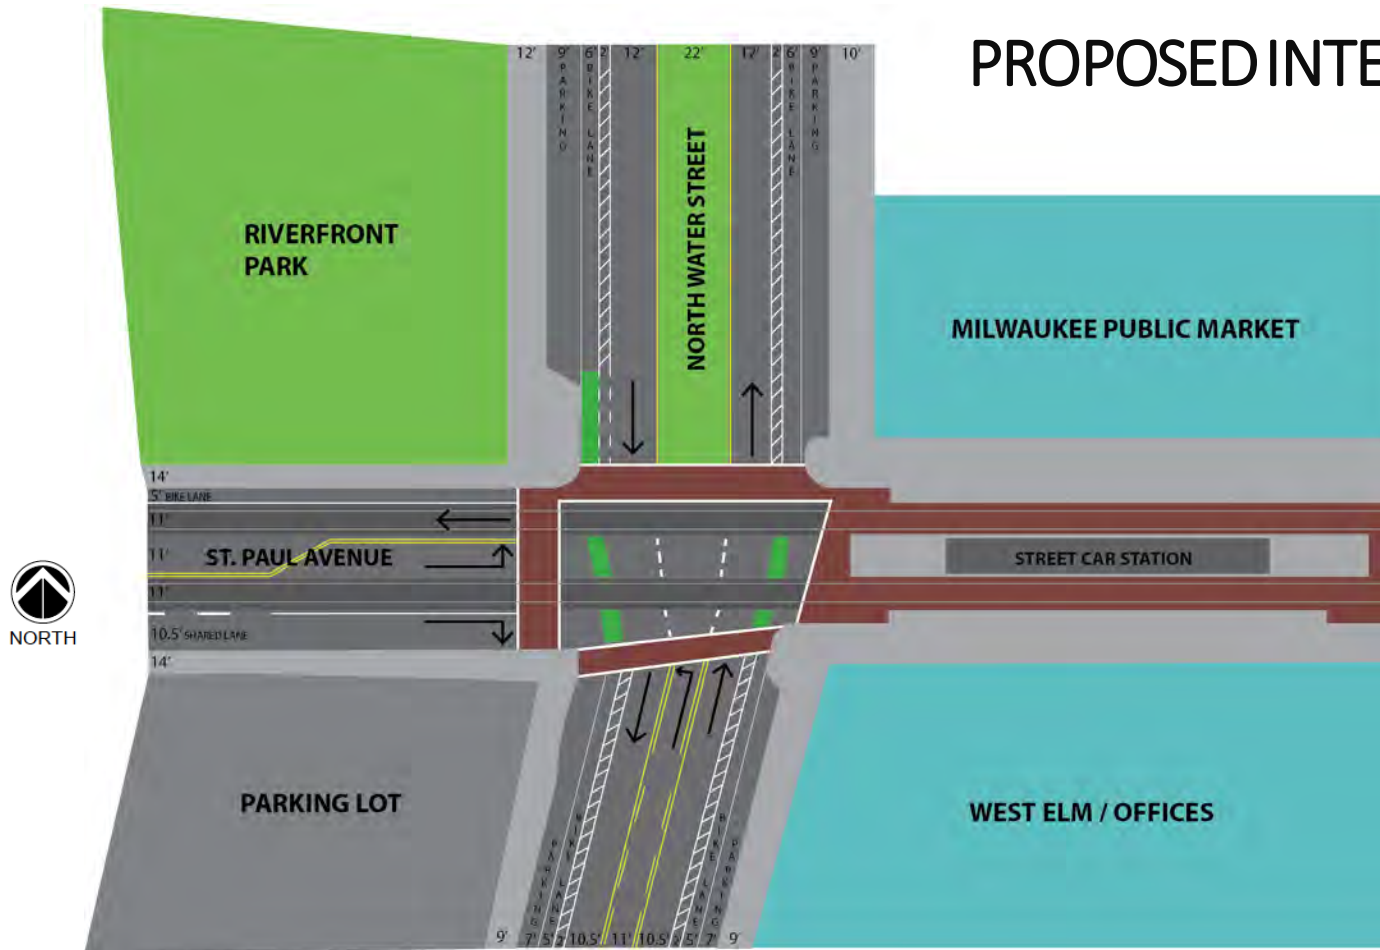 PROPOSED INTE
12' 9' 6' 2' 12' 22' 12' 2' 6' 9' 10'
PARKING
BIKE LANE
NORTH WATER STREET
BIKE LANE
PARKING
RIVERFRONT
PARK
MILWAUKEE PUBLIC MARKET
14'
5' BIKE LANE
11'
11'
ST. PAUL AVENUE
STREET CAR STATION
11'
10.5' SHARED LANE
14'
NORTH
PARKING LOT
WEST ELM / OFFICES
PARKING
BIKE LANE
BIKE LANE
PARKING
9' 7' 5' 2' 10.5' 11' 10.5' 2' 5' 7' 9'